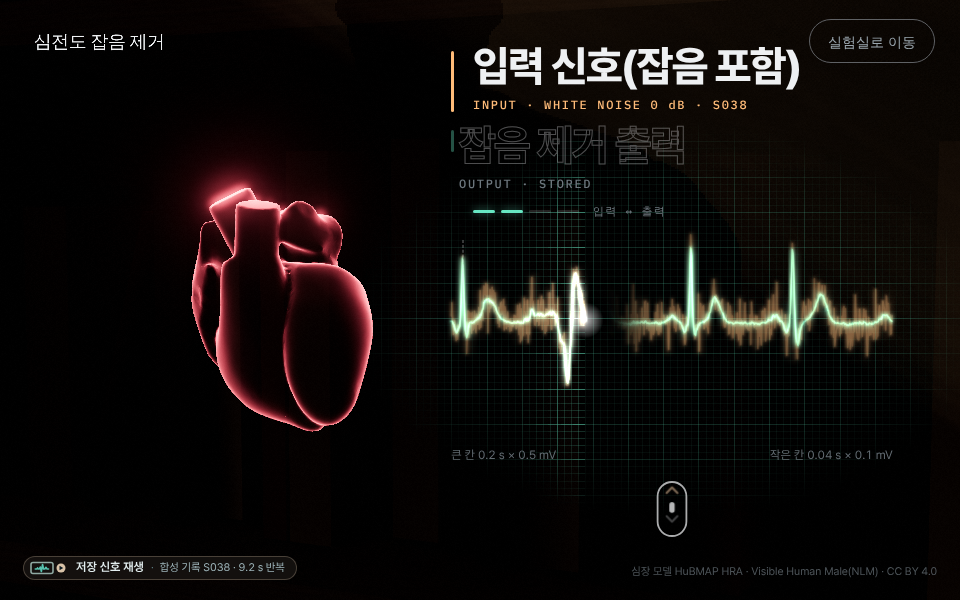 심전도 잡음 제거
실험실로 이동
입력 신호(잡음 포함)
INPUT · WHITE NOISE 0 dB · S038
잡음 제거 출력
OUTPUT · STORED
입력 ↔ 출력
큰 칸 0.2 s × 0.5 mV
작은 칸 0.04 s × 0.1 mV
저장 신호 재생 · 합성 기록 S038 · 9.2 s 반복
심장 모델 HuBMAP HRA · Visible Human Male(NLM) · CC BY 4.0